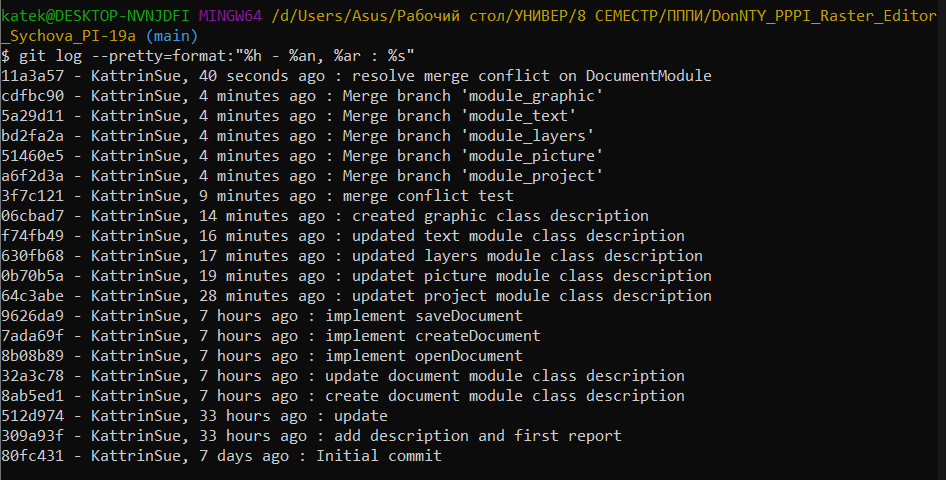 katek@DESKTOP-NVNJDFI MINGW64 /d/Users/Asus/Рабочий стол/УНИВЕР/8 СЕМЕСТР/ПППИ/DonNTY_PPPI_Raster_Editor
_Sychova_PI-19a (main)
$ git log --pretty=format:"%h - %an, %ar : %s"
11a3a57 - KattrinSue, 40 seconds ago : resolve merge conflict on DocumentModule
cdfbc90 - KattrinSue, 4 minutes ago : Merge branch 'module_graphic'
5a29d11 - KattrinSue, 4 minutes ago : Merge branch 'module_text'
bd2fa2a - KattrinSue, 4 minutes ago : Merge branch 'module_layers'
51460e5 - KattrinSue, 4 minutes ago : Merge branch 'module_picture'
a6f2d3a - KattrinSue, 4 minutes ago : Merge branch 'module_project'
3f7c121 - KattrinSue, 9 minutes ago : merge conflict test
06cbad7 - KattrinSue, 14 minutes ago : created graphic class description
f74fb49 - KattrinSue, 16 minutes ago : updated text module class description
630fb68 - KattrinSue, 17 minutes ago : updated layers module class description
0b70b5a - KattrinSue, 19 minutes ago : updatet picture module class description
64c3abe - KattrinSue, 28 minutes ago : updatet project module class description
9626da9 - KattrinSue, 7 hours ago : implement saveDocument
7ada69f - KattrinSue, 7 hours ago : implement createDocument
8b08b89 - KattrinSue, 7 hours ago : implement openDocument
32a3c78 - KattrinSue, 7 hours ago : update document module class description
8ab5ed1 - KattrinSue, 7 hours ago : create document module class description
512d974 - KattrinSue, 33 hours ago : update
309a93f - KattrinSue, 33 hours ago : add description and first report
80fc431 - KattrinSue, 7 days ago : Initial commit